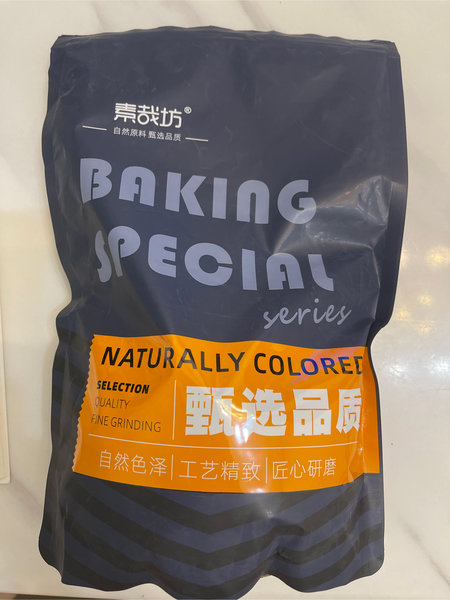 素哉坊®
自然原料 甄选品质
BAKING
SPECIAL
series
NATURALLY COLORED
SELECTION
QUALITY
FINE GRINDING
甄选品质
自然色泽|工艺精致|匠心研磨